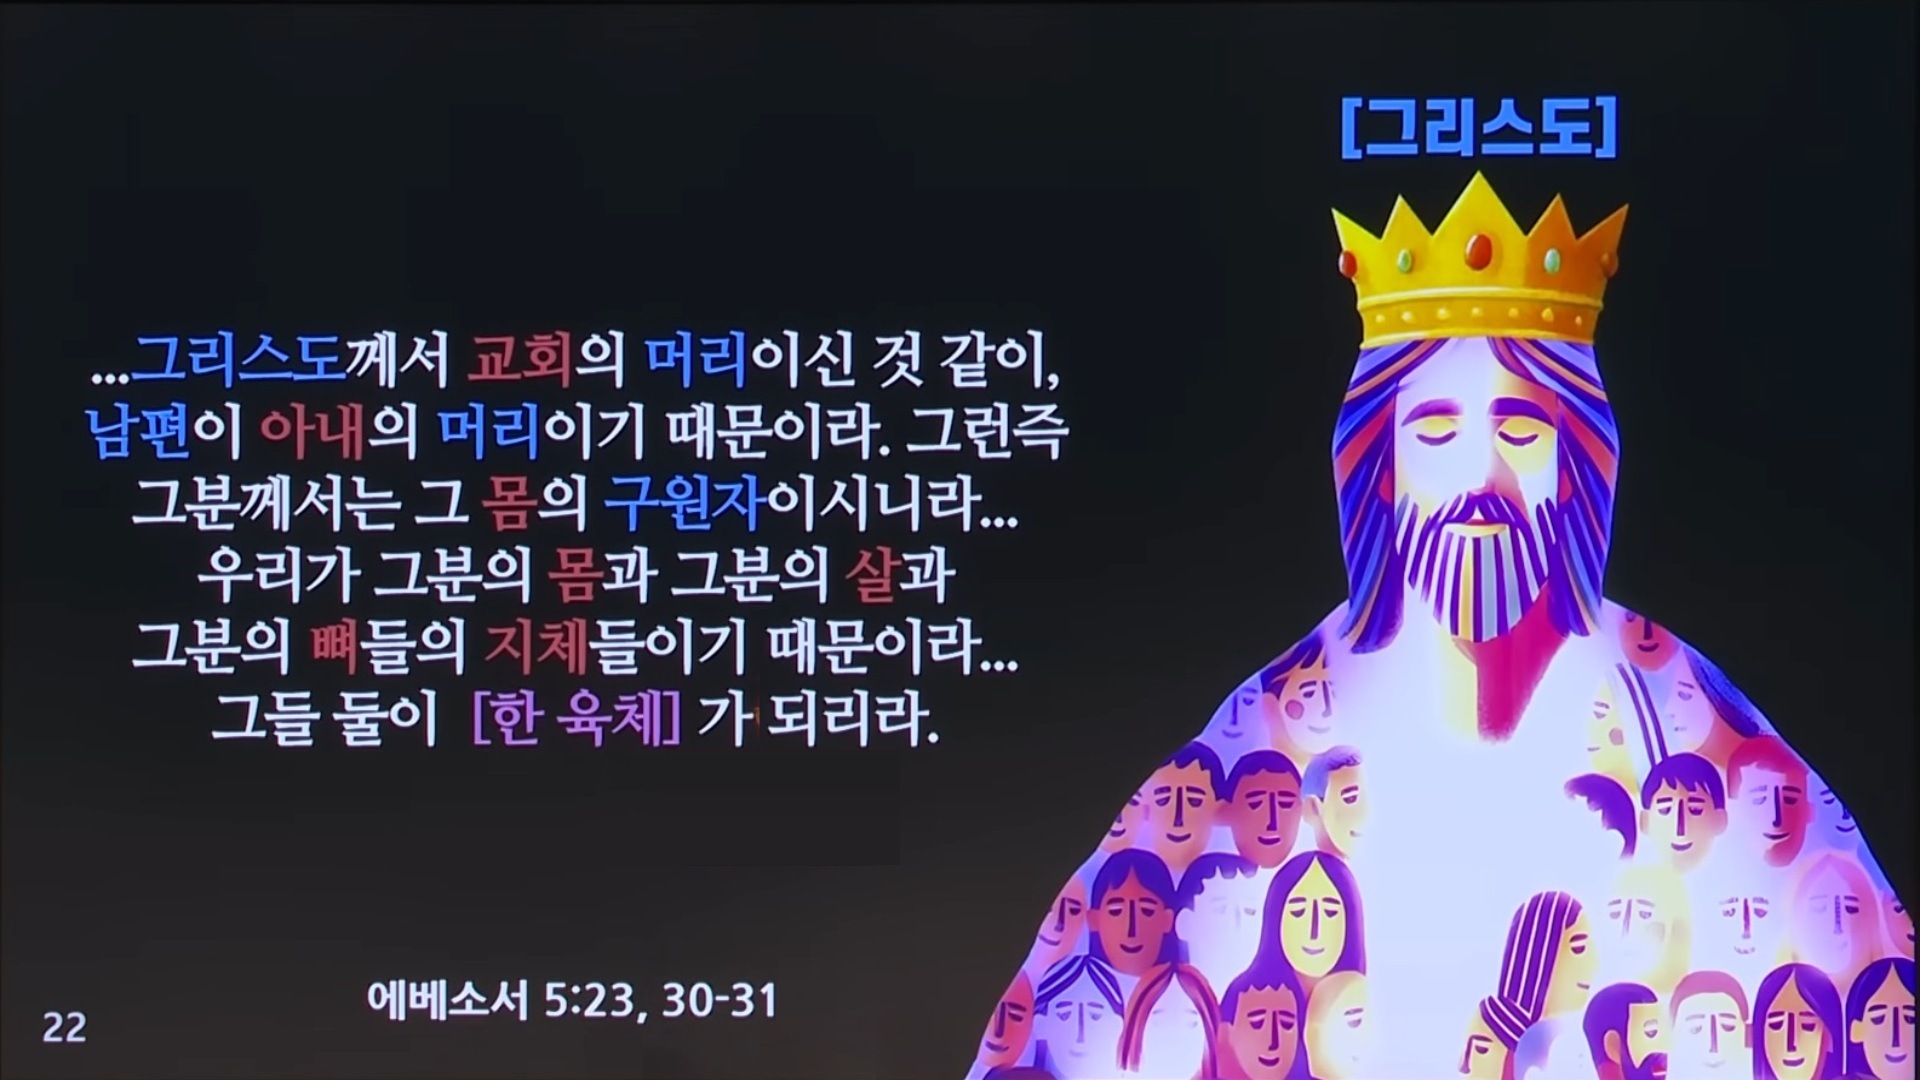 [그리스도]
...그리스도께서 교회의 머리이신 것 같이,
남편이 아내의 머리이기 때문이라. 그런즉
그분께서는 그 몸의 구원자이시니라...
우리가 그분의 몸과 그분의 살과
그분의 뼈들의 지체들이기 때문이라...
그들 둘이 [한 육체] 가 되리라.
에베소서 5:23, 30-31
22